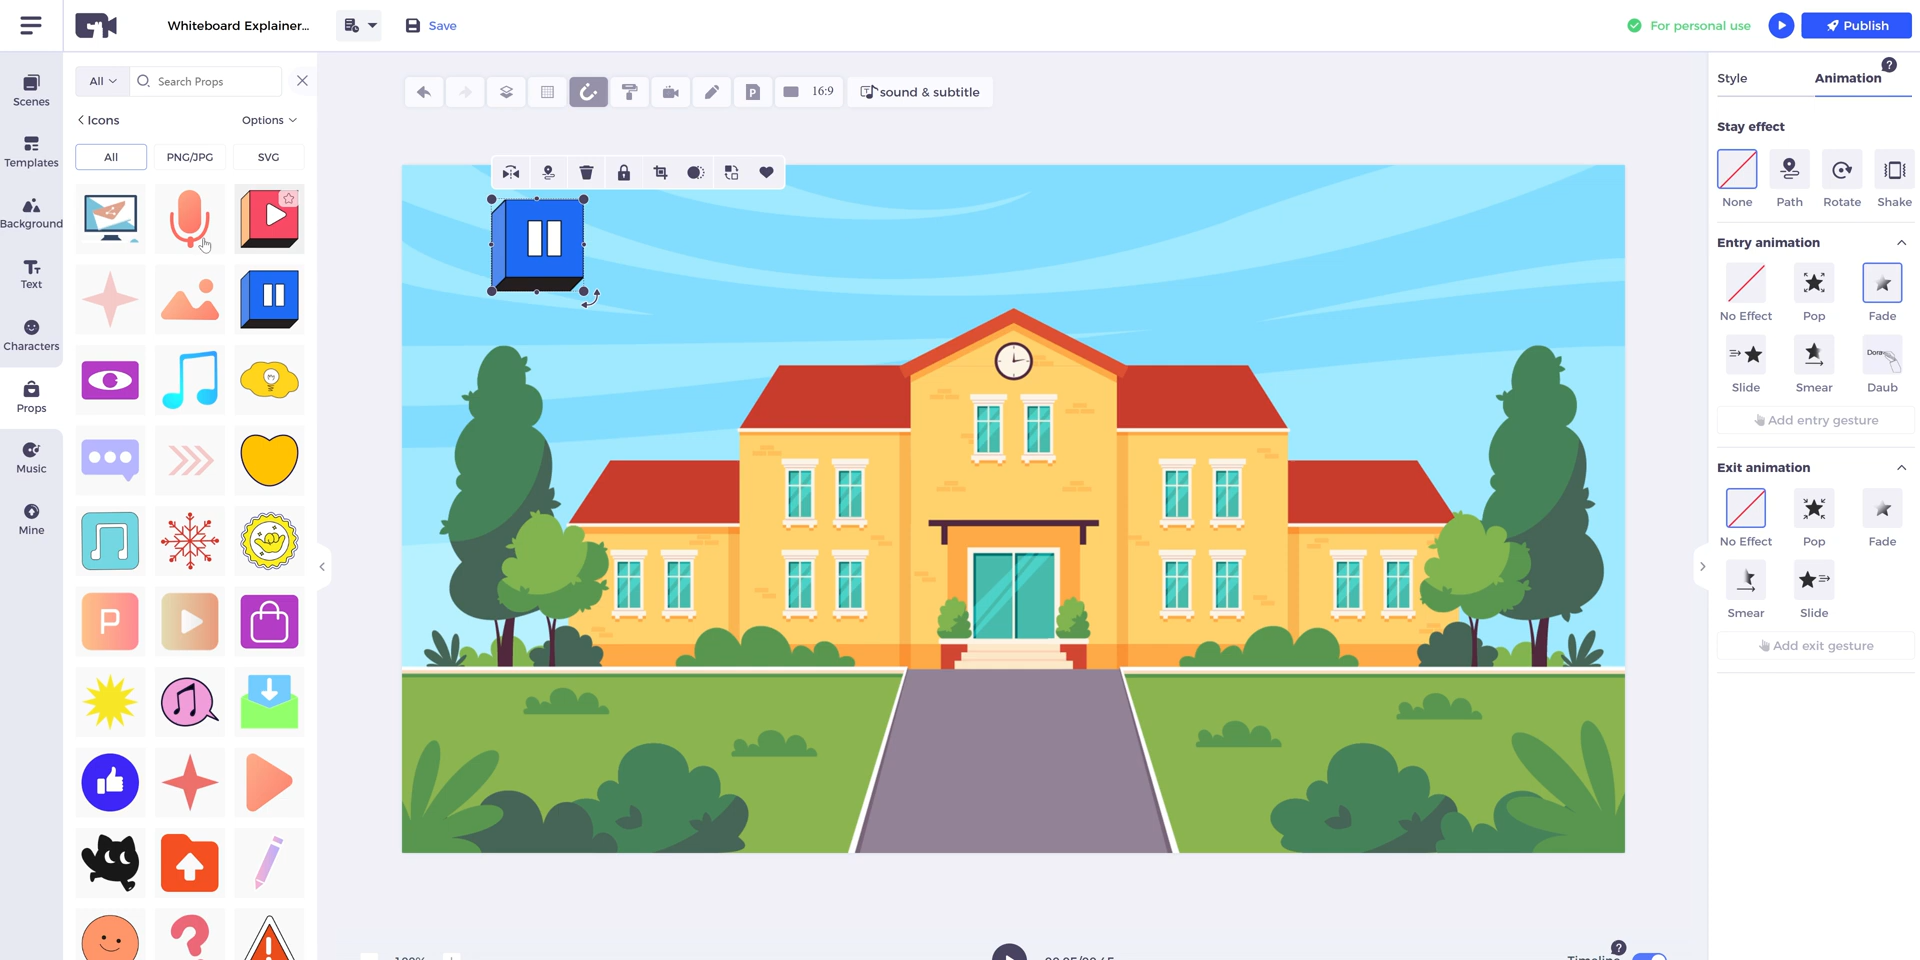 Whiteboard Explainer...
Save
For personal use
Publish
Scenes
Templates
Background
Text
Characters
Props
Music
Mine
All
Search Props
Icons
Options
All
PNG/JPG
SVG
P
P
16:9
sound & subtitle
Style
Animation
?
Stay effect
None
Path
Rotate
Shake
Entry animation
No Effect
Pop
Fade
Slide
Smear
Dora
Daub
Add entry gesture
Exit animation
No Effect
Pop
Fade
Smear
Slide
Add exit gesture
?